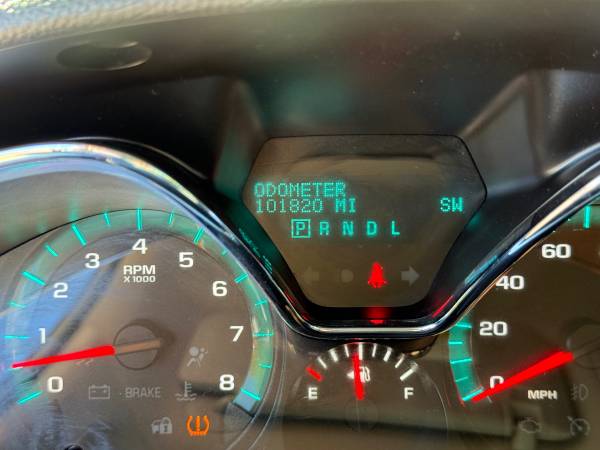 ODOMETER
101820 MI SW
P R N D L
0 1 2 3 4 5 6 7 8
RPM
X1000
BRAKE
E F
0 20 40 60
MPH